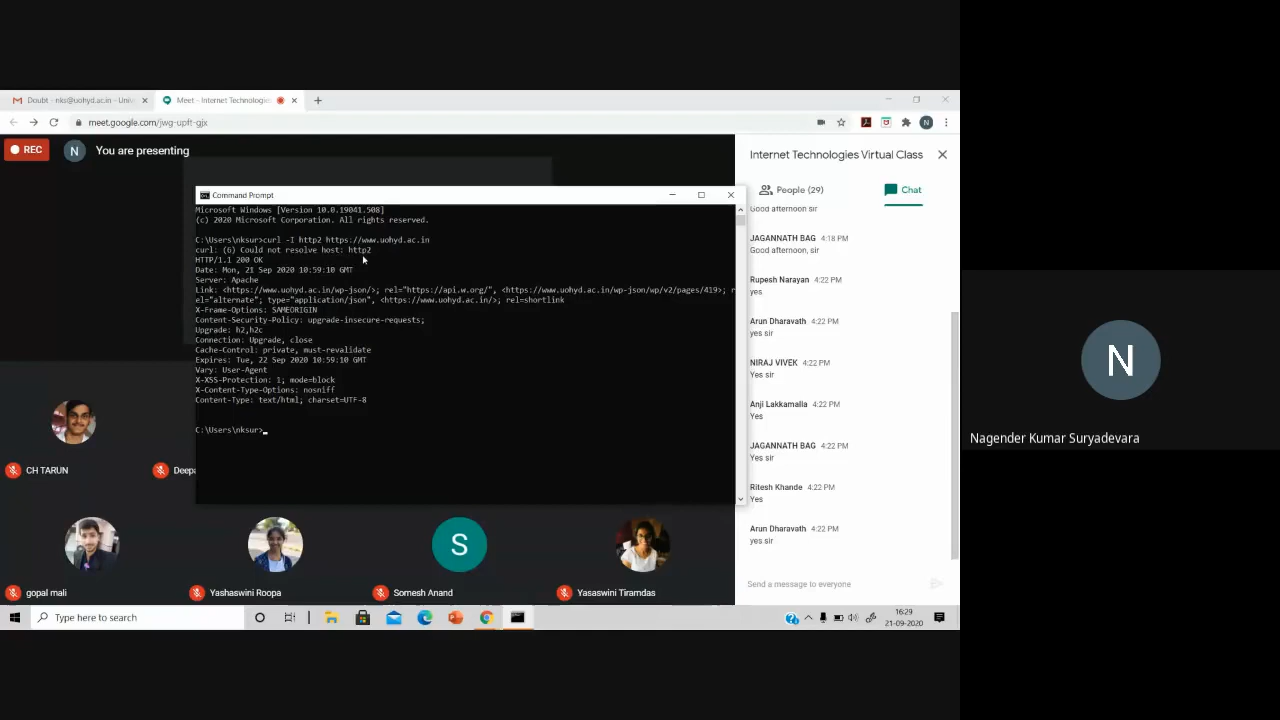 Doubt - nks@uohyd.ac.in - Univ
Meet - Internet Technologies
meet.google.com/jwg-upft-gjx
REC
N
You are presenting
Internet Technologies Virtual Class
People (29)
Chat
Command Prompt
Microsoft Windows [Version 10.0.19041.508]
(c) 2020 Microsoft Corporation. All rights reserved.
C:\Users\nksur>curl -I http2 https://www.uohyd.ac.in
curl: (6) Could not resolve host: http2
HTTP/1.1 200 OK
Date: Mon, 21 Sep 2020 10:59:10 GMT
Server: Apache
Link: <https://www.uohyd.ac.in/wp-json/>; rel="https://api.w.org/", <https://www.uohyd.ac.in/wp-json/wp/v2/pages/419>; r
el="alternate"; type="application/json", <https://www.uohyd.ac.in/>; rel=shortlink
X-Frame-Options: SAMEORIGIN
Content-Security-Policy: upgrade-insecure-requests;
Upgrade: h2,h2c
Connection: Upgrade, close
Cache-Control: private, must-revalidate
Expires: Tue, 22 Sep 2020 10:59:10 GMT
Vary: User-Agent
X-XSS-Protection: 1; mode=block
X-Content-Type-Options: nosniff
Content-Type: text/html; charset=UTF-8
C:\Users\nksur>
Good afternoon sir
JAGANNATH BAG 4:18 PM
Good afternoon, sir
Rupesh Narayan 4:22 PM
yes
Arun Dharavath 4:22 PM
yes sir
NIRAJ VIVEK 4:22 PM
Yes sir
Anji Lakkamalla 4:22 PM
Yes
JAGANNATH BAG 4:22 PM
Yes sir
Ritesh Khande 4:22 PM
Yes
Arun Dharavath 4:22 PM
yes sir
Send a message to everyone
CH TARUN
Deepa
S
gopal mali
Yashaswini Roopa
Somesh Anand
Yasaswini Tiramdas
Type here to search
16:29
21-09-2020
N
Nagender Kumar Suryadevara